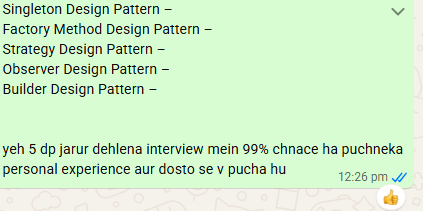 Singleton Design Pattern –
Factory Method Design Pattern –
Strategy Design Pattern –
Observer Design Pattern –
Builder Design Pattern –
yeh 5 dp jarur dehlena interview mein 99% chnace ha puchneka
personal experience aur dosto se v pucha hu
12:26 pm